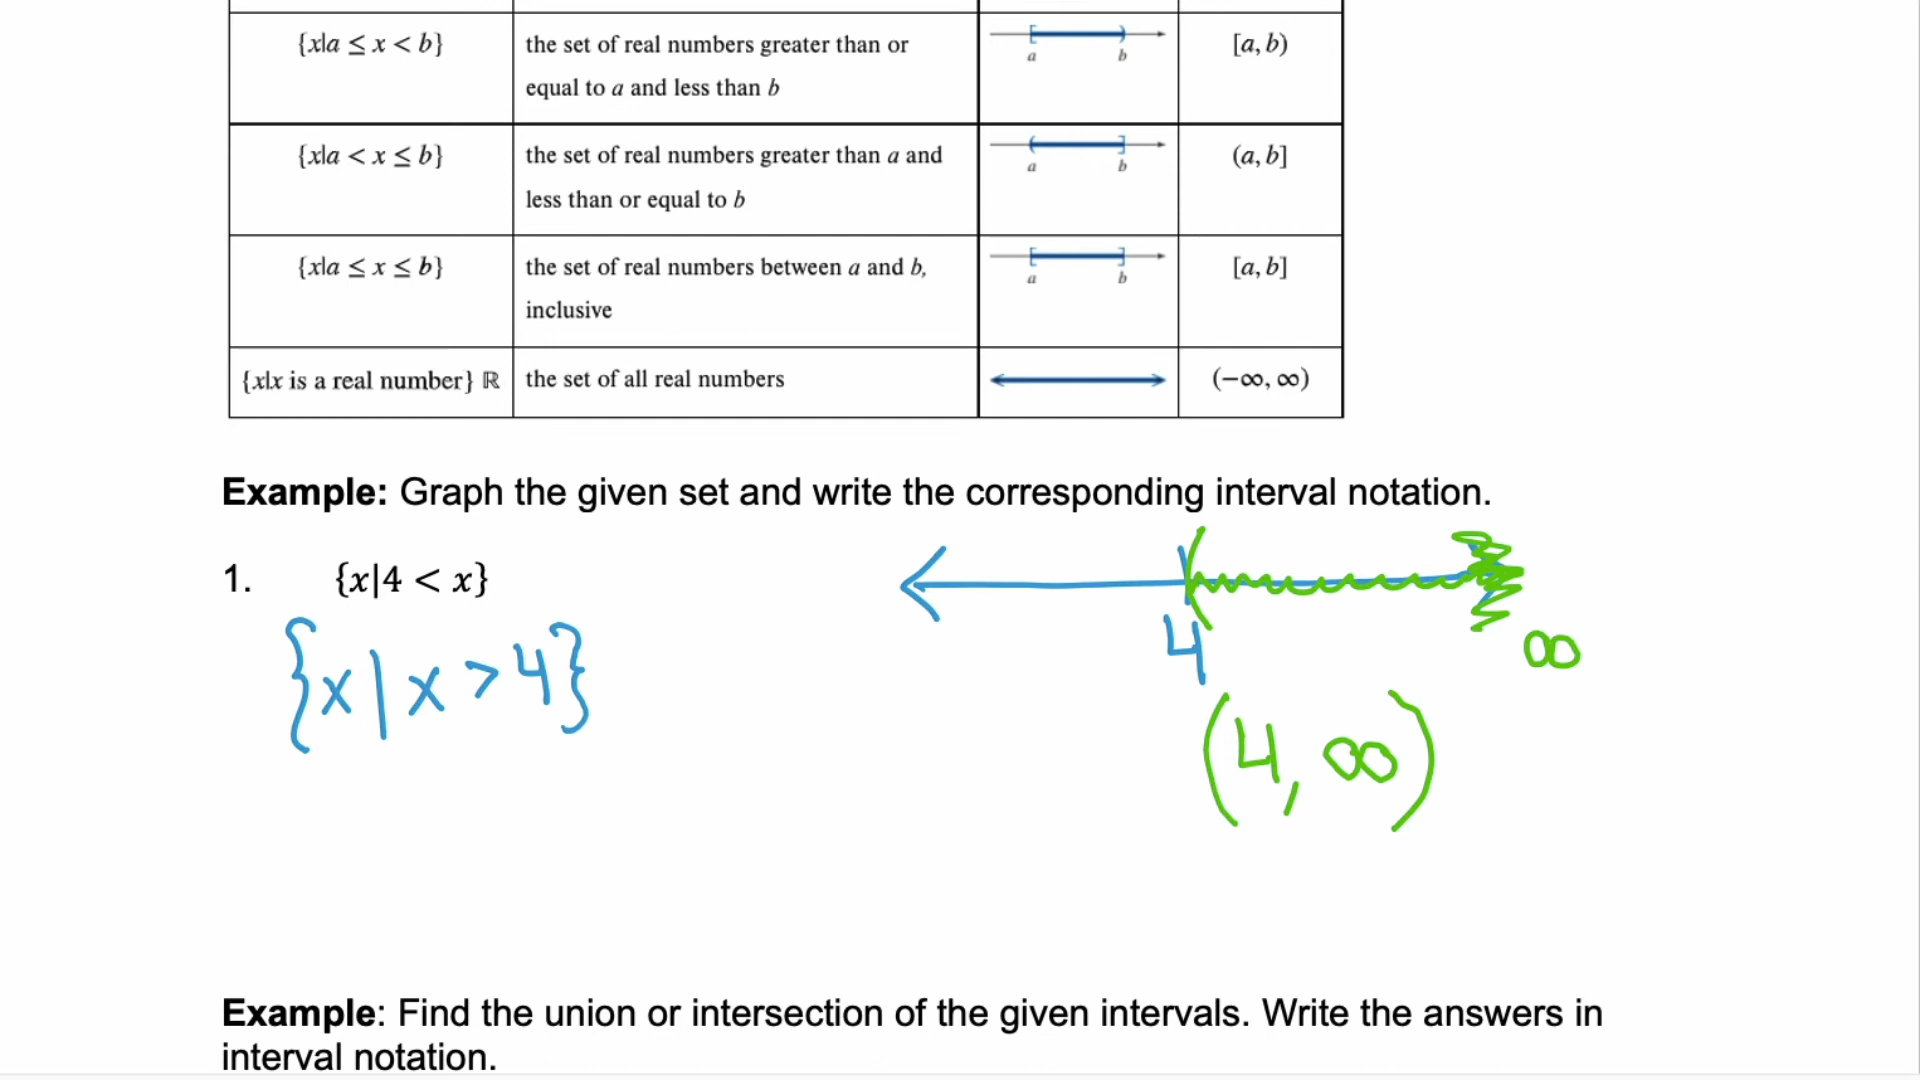 {x|a ≤ x < b} the set of real numbers greater than or equal to a and less than b [ ) a b [a, b)
{x|a < x ≤ b} the set of real numbers greater than a and less than or equal to b ( ] a b (a, b]
{x|a ≤ x ≤ b} the set of real numbers between a and b, inclusive [ ] a b [a, b]
{x|x is a real number} ℝ the set of all real numbers (−∞, ∞)
Example: Graph the given set and write the corresponding interval notation.
1. {x|4 < x}
( 4 ∞
{x|x>4}
(4, ∞)
Example: Find the union or intersection of the given intervals. Write the answers in
interval notation.